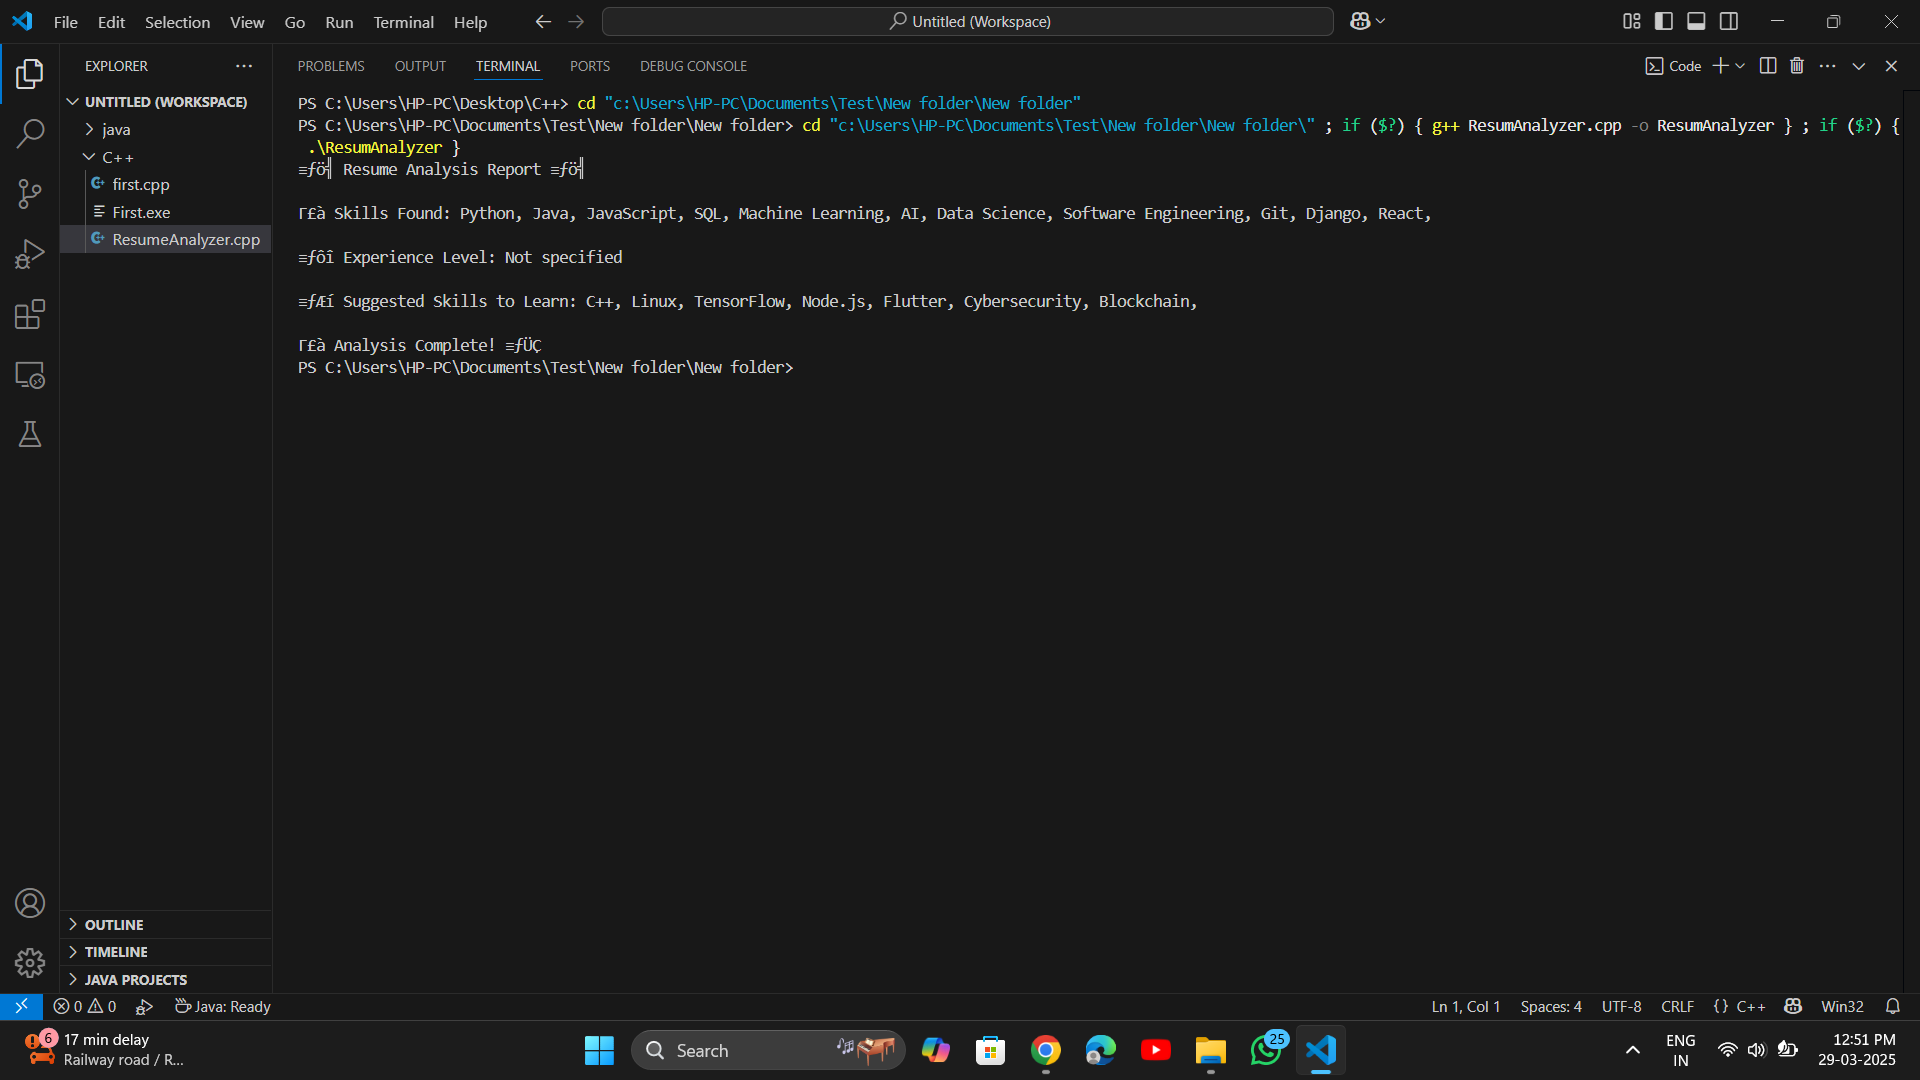 File Edit Selection View Go Run Terminal Help
Untitled (Workspace)
EXPLORER
UNTITLED (WORKSPACE)
java
C++
first.cpp
First.exe
ResumeAnalyzer.cpp
OUTLINE
TIMELINE
JAVA PROJECTS
PROBLEMS OUTPUT TERMINAL PORTS DEBUG CONSOLE
Code
PS C:\Users\HP-PC\Desktop\C++> cd "c:\Users\HP-PC\Documents\Test\New folder\New folder"
PS C:\Users\HP-PC\Documents\Test\New folder\New folder> cd "c:\Users\HP-PC\Documents\Test\New folder\New folder\" ; if ($?) { g++ ResumAnalyzer.cpp -o ResumAnalyzer } ; if ($?) {
.\ResumAnalyzer }
≡ƒö╣ Resume Analysis Report ≡ƒö╣
Γ£à Skills Found: Python, Java, JavaScript, SQL, Machine Learning, AI, Data Science, Software Engineering, Git, Django, React,
≡ƒôî Experience Level: Not specified
≡ƒÆí Suggested Skills to Learn: C++, Linux, TensorFlow, Node.js, Flutter, Cybersecurity, Blockchain,
Γ£à Analysis Complete! ≡ƒÜÇ
PS C:\Users\HP-PC\Documents\Test\New folder\New folder>
0 0 Java: Ready
Ln 1, Col 1 Spaces: 4 UTF-8 CRLF {} C++ Win32
6
17 min delay
Railway road / R...
Search
25
ENG
IN
12:51 PM
29-03-2025